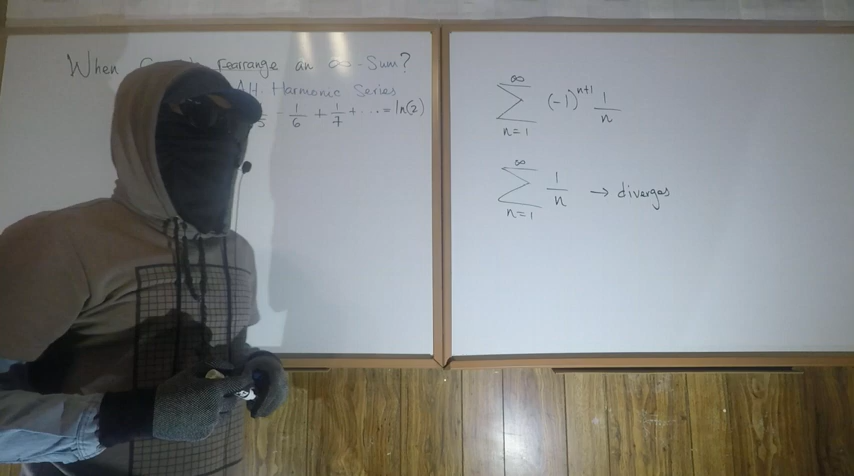 When Rearrange an ∞-Sum?
Alt. Harmonic Series
- 1/6 + 1/7 + ... = ln(2)
∞ ∑ n=1 (-1)^n+1 1/n
∞ ∑ n=1 1/n → diverges